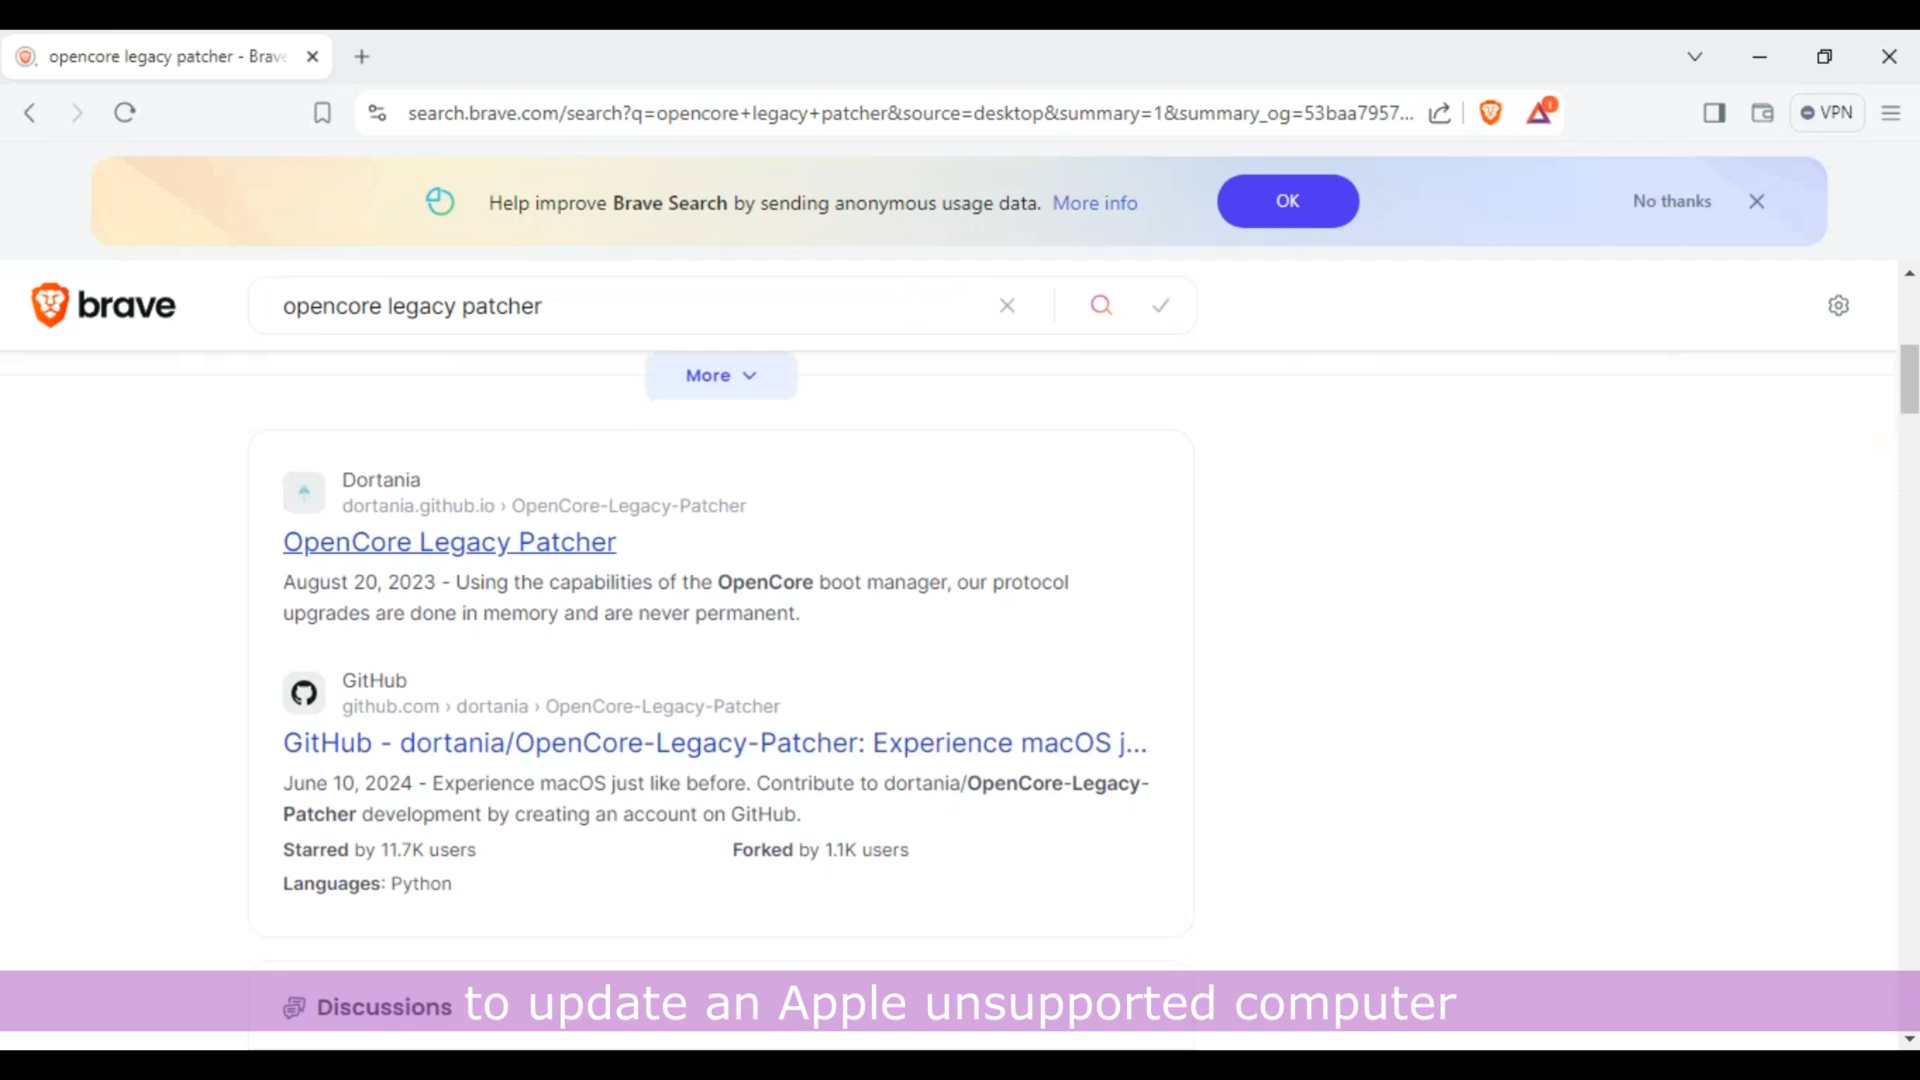 opencore legacy patcher - Brave
search.brave.com/search?q=opencore+legacy+patcher&source=desktop&summary=1&summary_og=53baa7957...
1
VPN
Help improve Brave Search by sending anonymous usage data. More info
OK
No thanks
brave
opencore legacy patcher
More
Dortania
dortania.github.io › OpenCore-Legacy-Patcher
OpenCore Legacy Patcher
August 20, 2023 - Using the capabilities of the OpenCore boot manager, our protocol
upgrades are done in memory and are never permanent.
GitHub
github.com › dortania › OpenCore-Legacy-Patcher
GitHub - dortania/OpenCore-Legacy-Patcher: Experience macOS j...
June 10, 2024 - Experience macOS just like before. Contribute to dortania/OpenCore-Legacy-
Patcher development by creating an account on GitHub.
Starred by 11.7K users
Forked by 1.1K users
Languages: Python
Discussions
to update an Apple unsupported computer